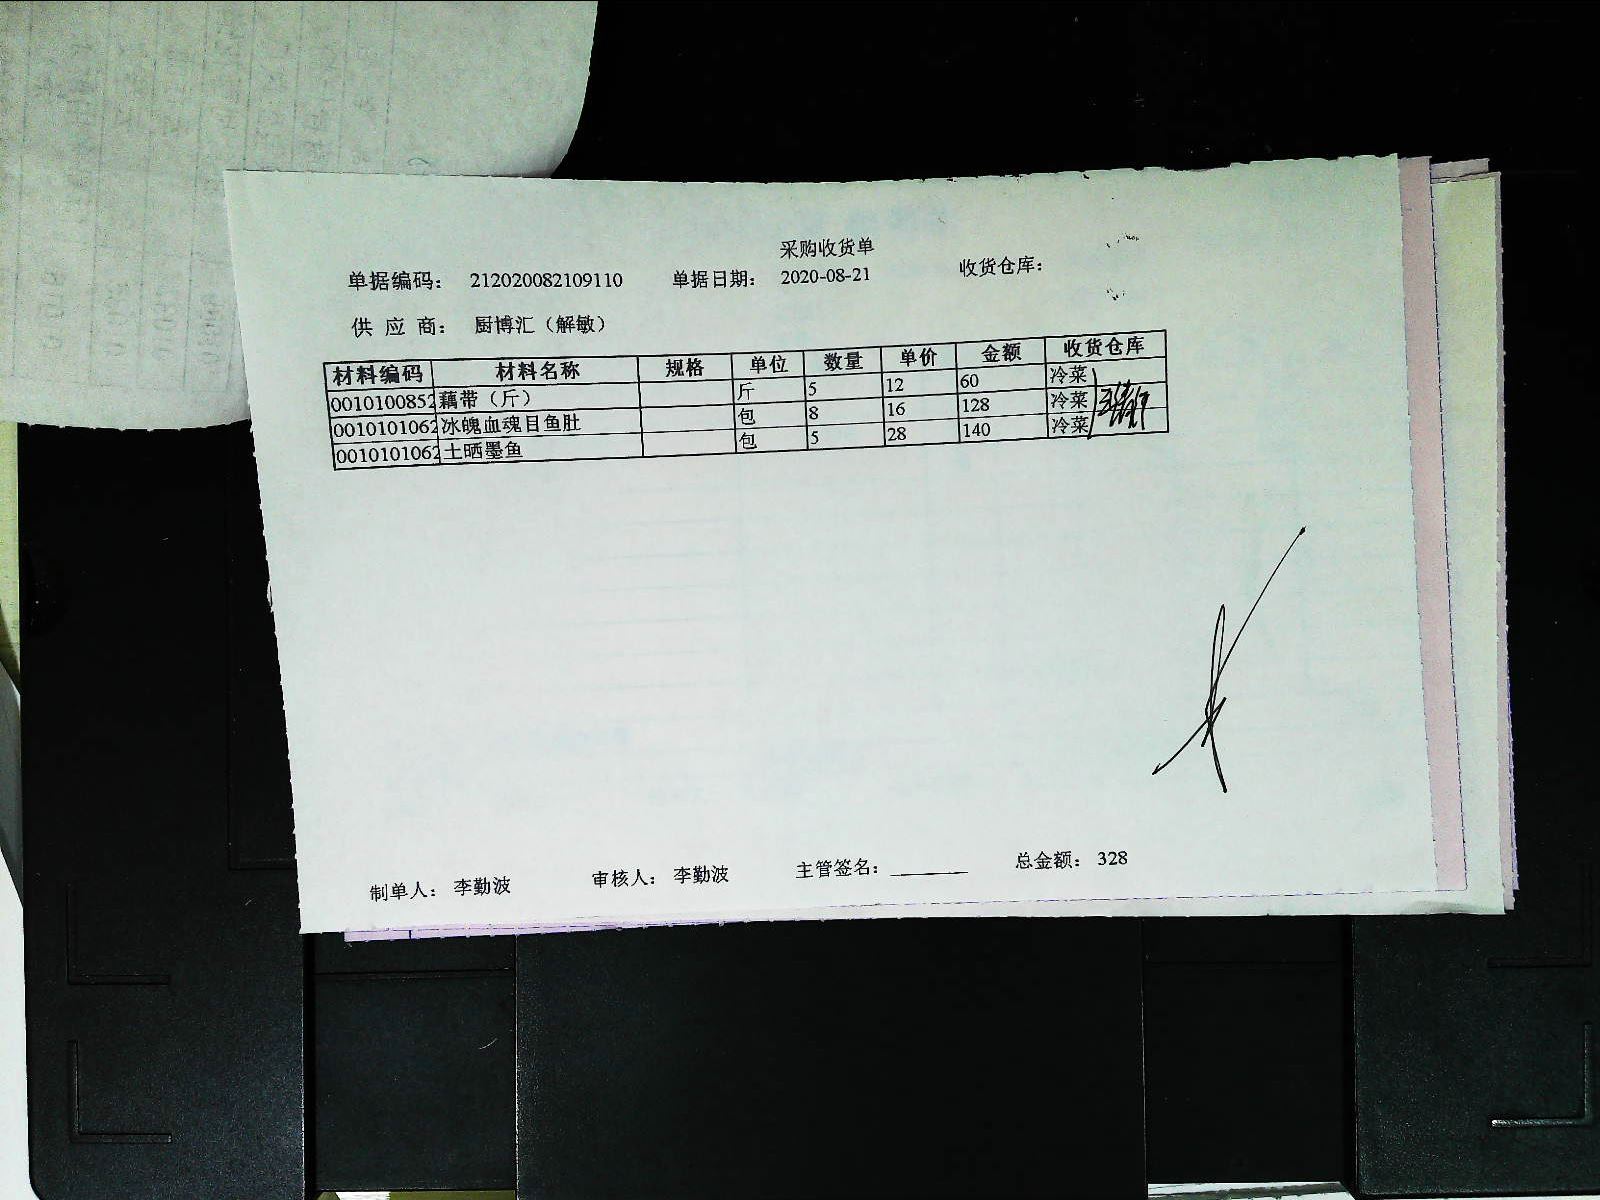 采购收货单
单据编码： 212020082109110 单据日期： 2020-08-21 收货仓库：
供 应 商： 厨博汇（解敏）
材料编码 材料名称 规格 单位 数量 单价 金额 收货仓库
0010100852 藕带（斤） 斤 5 12 60 冷菜
0010101062 冰魄血魂目鱼肚 包 8 16 128 冷菜
0010101062 土晒墨鱼 包 5 28 140 冷菜
制单人： 李勤波 审核人： 李勤波 主管签名： 总金额： 328